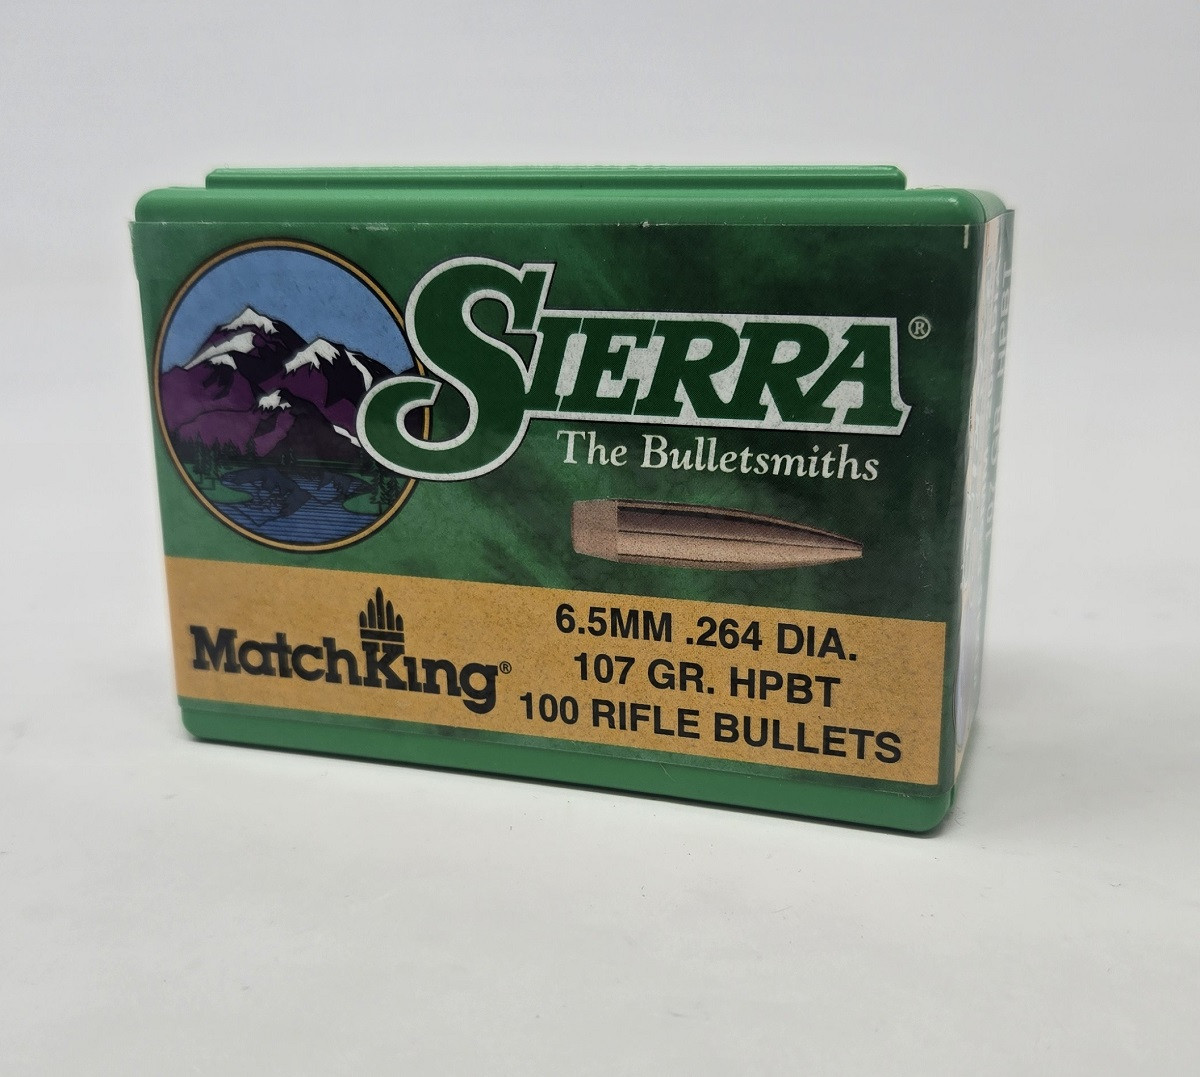 SIERRA®
The Bulletsmiths
MatchKing®
6.5MM .264 DIA.
107 GR. HPBT
100 RIFLE BULLETS